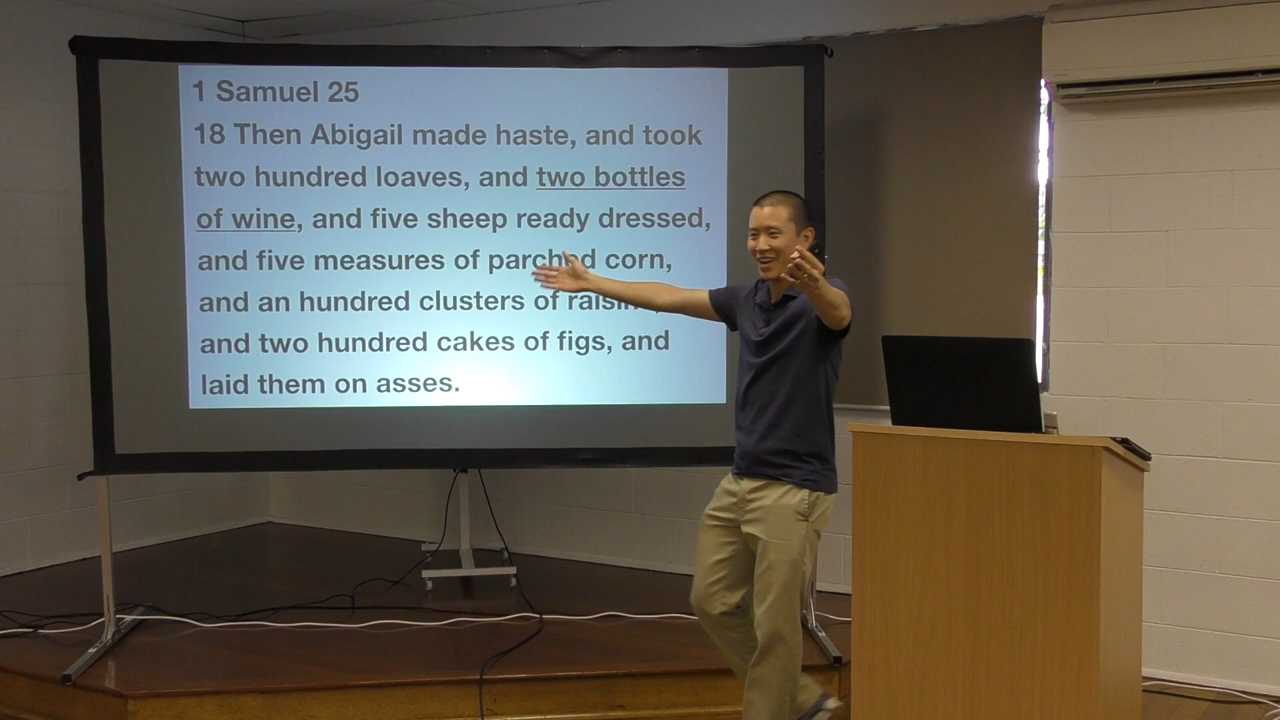 1 Samuel 25
18 Then Abigail made haste, and took
two hundred loaves, and two bottles
of wine, and five sheep ready dressed,
and five measures of parched corn,
and an hundred clusters of raisins,
and two hundred cakes of figs, and
laid them on asses.